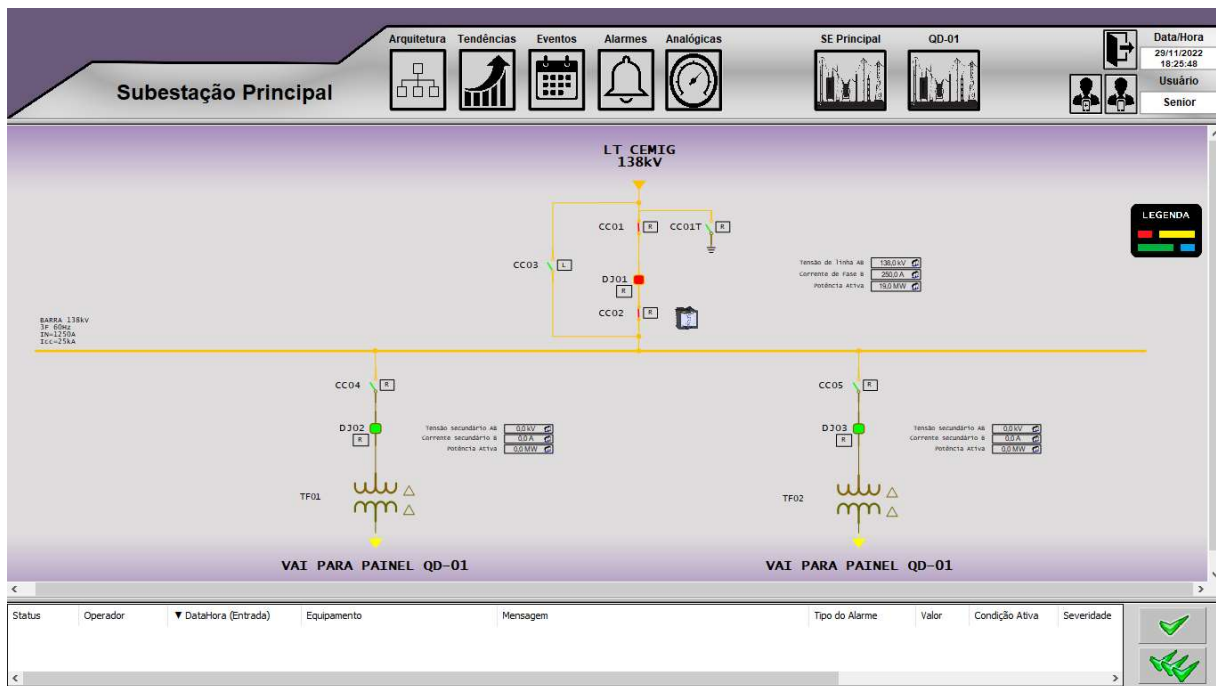 Arquitetura Tendências Eventos Alarmes Analógicas SE Principal QD-01 Data/Hora
29/11/2022
18:25:48
Usuário
Senior
Subestação Principal
LT CEMIG
138kV
LEGENDA
CC01 R CC01T R
CC03 L
DJ01
R
Tensão de linha AB 138,0 kV
Corrente de Fase B 250,0 A
Potência Ativa 19,0 MW
CC02 R
BARRA 138kV
3F 60Hz
IN=1250A
Icc=25kA
CC04 R
CC05 R
DJ02
R
Tensão secundário AB 0,0 kV
Corrente secundário B 0,0 A
Potência Ativa 0,0 MW
DJ03
R
Tensão secundário AB 0,0 kV
Corrente secundário B 0,0 A
Potência Ativa 0,0 MW
TF01
TF02
VAI PARA PAINEL QD-01
VAI PARA PAINEL QD-01
Status Operador ▼ DataHora (Entrada) Equipamento Mensagem Tipo do Alarme Valor Condição Ativa Severidade